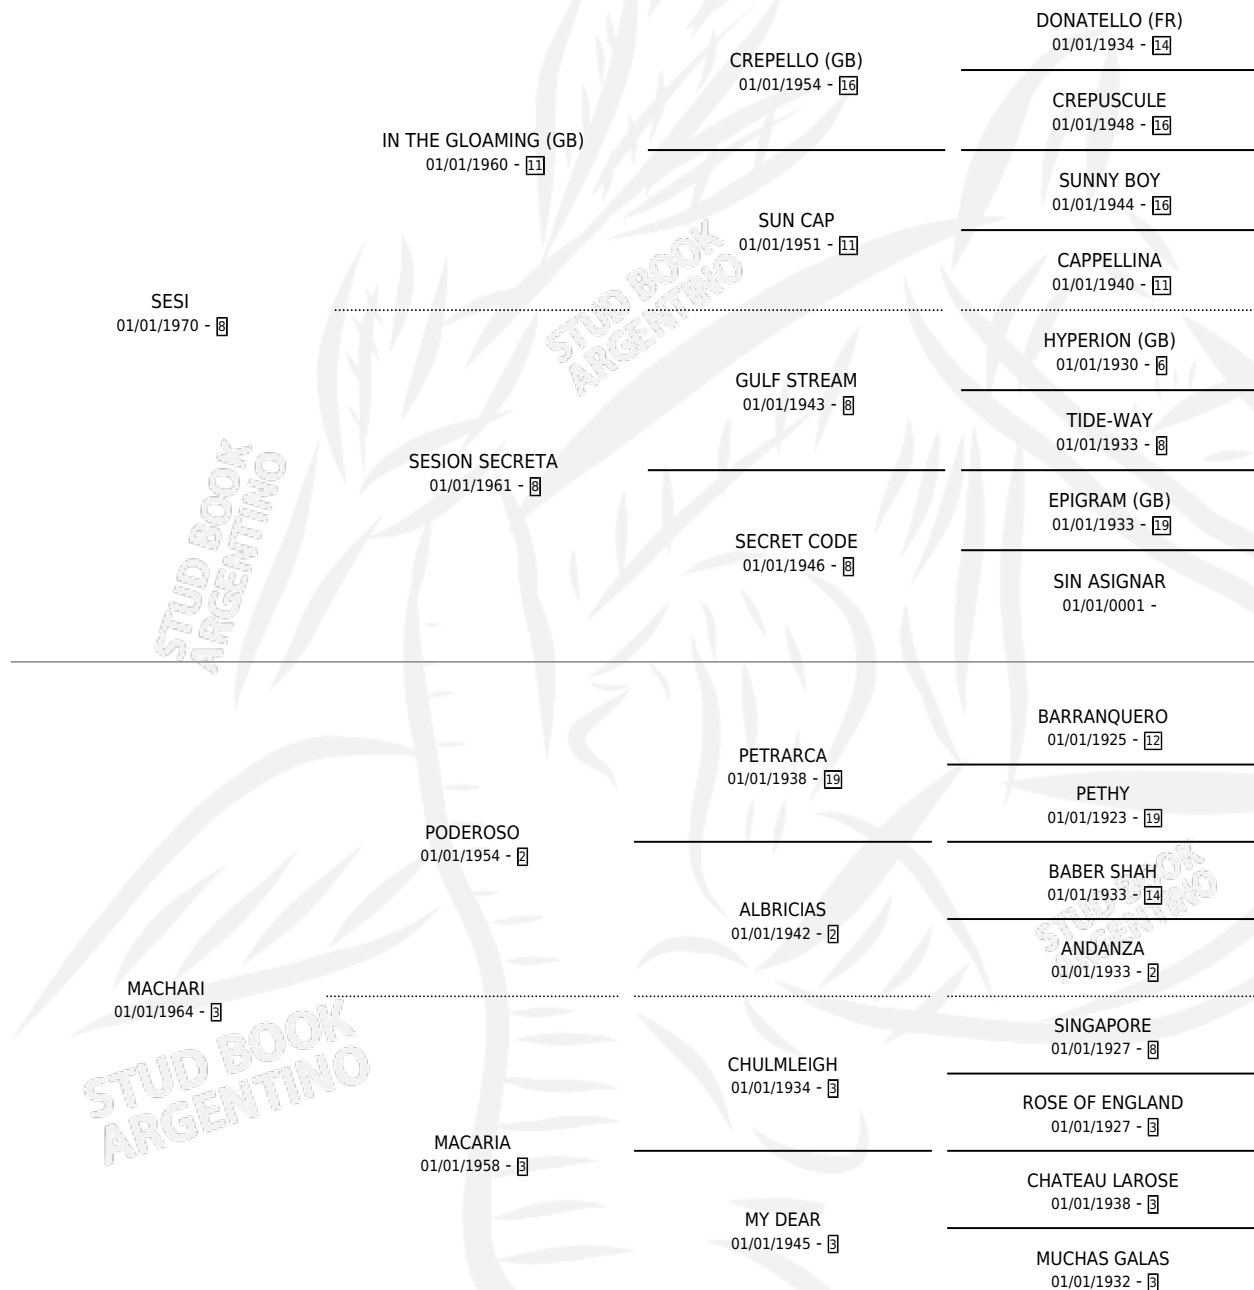 DONATELLO (FR)
01/01/1934 - 14
CREPELLO (GB)
01/01/1954 - 16
CREPUSCULE
01/01/1948 - 16
IN THE GLOAMING (GB)
01/01/1960 - 11
SUNNY BOY
01/01/1944 - 16
SUN CAP
01/01/1951 - 11
CAPPELLINA
01/01/1940 - 11
SESI
01/01/1970 - 8
HYPERION (GB)
01/01/1930 - 6
GULF STREAM
01/01/1943 - 8
TIDE-WAY
01/01/1933 - 8
SESION SECRETA
01/01/1961 - 8
EPIGRAM (GB)
01/01/1933 - 19
SECRET CODE
01/01/1946 - 8
SIN ASIGNAR
01/01/0001 -
BARRANQUERO
01/01/1925 - 12
PETRARCA
01/01/1938 - 19
PETHY
01/01/1923 - 19
PODEROSO
01/01/1954 - 2
BABER SHAH
01/01/1933 - 14
ALBRICIAS
01/01/1942 - 2
ANDANZA
01/01/1933 - 2
MACHARI
01/01/1964 - 3
SINGAPORE
01/01/1927 - 8
CHULMLEIGH
01/01/1934 - 3
ROSE OF ENGLAND
01/01/1927 - 3
MACARIA
01/01/1958 - 3
CHATEAU LAROSE
01/01/1938 - 3
MY DEAR
01/01/1945 - 3
MUCHAS GALAS
01/01/1932 - 3
STUD BOOK
ARGENTINO
STUD BOOK
ARGENTINO
STUD BOOK
ARGENTINO
STUD BOOK
ARGENTINO